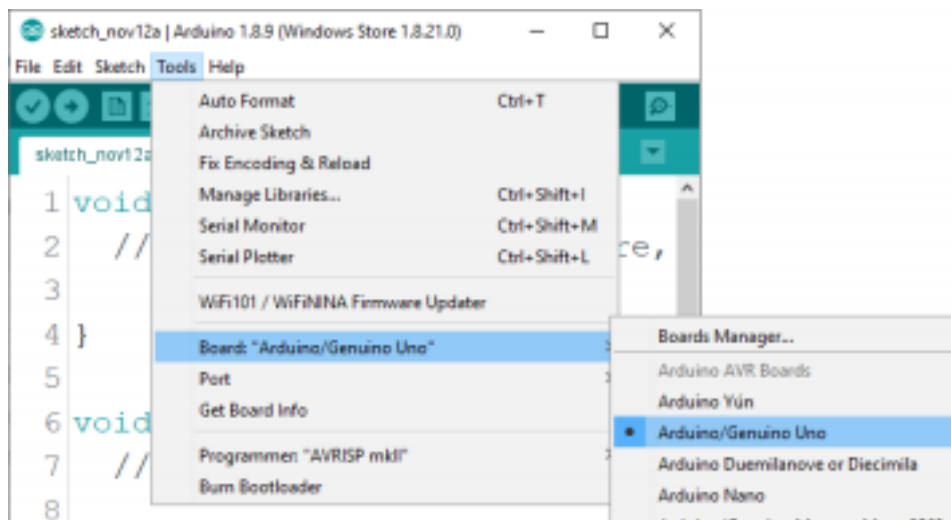 sketch_nov12a | Arduino 1.8.9 (Windows Store 1.8.21.0)
File Edit Sketch Tools Help
sketch_nov12a
Auto Format Ctrl+T
Archive Sketch
Fix Encoding & Reload
Manage Libraries... Ctrl+Shift+I
Serial Monitor Ctrl+Shift+M
Serial Plotter Ctrl+Shift+L
WiFi101 / WiFiNINA Firmware Updater
Board: "Arduino/Genuino Uno"
Port
Get Board Info
Programmer: "AVRISP mkII"
Burn Bootloader
1 void
2 // re,
3
4 }
5
6 void
7 //
8
Boards Manager...
Arduino AVR Boards
Arduino Yún
Arduino/Genuino Uno
Arduino Duemilanove or Diecimila
Arduino Nano